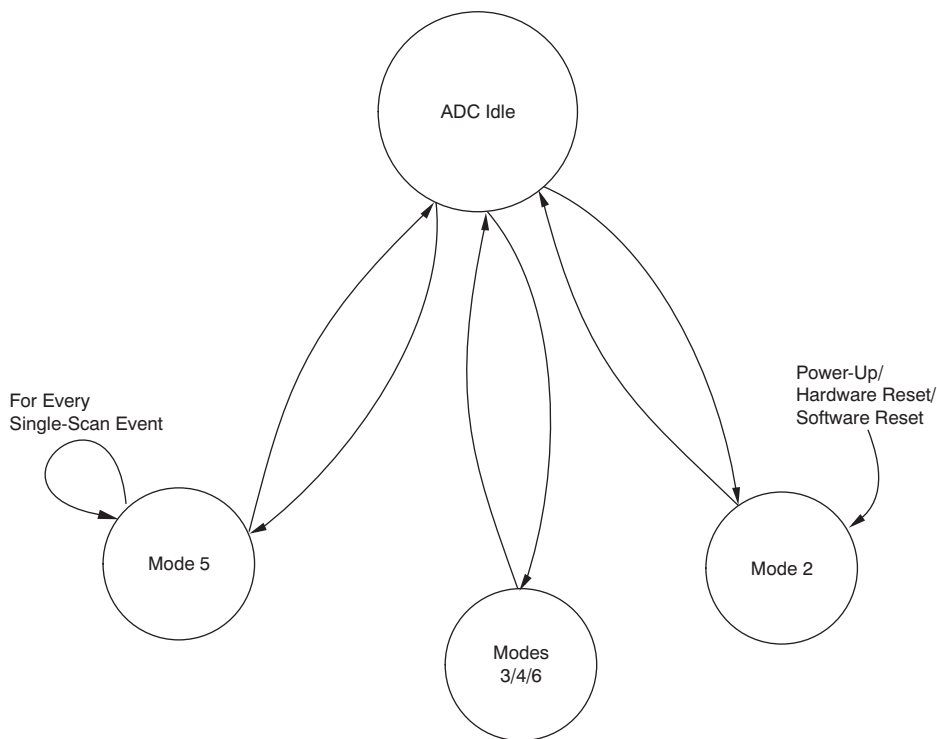 ADC Idle
For Every
Single-Scan Event
Power-Up/
Hardware Reset/
Software Reset
Mode 5
Mode 2
Modes
3/4/6